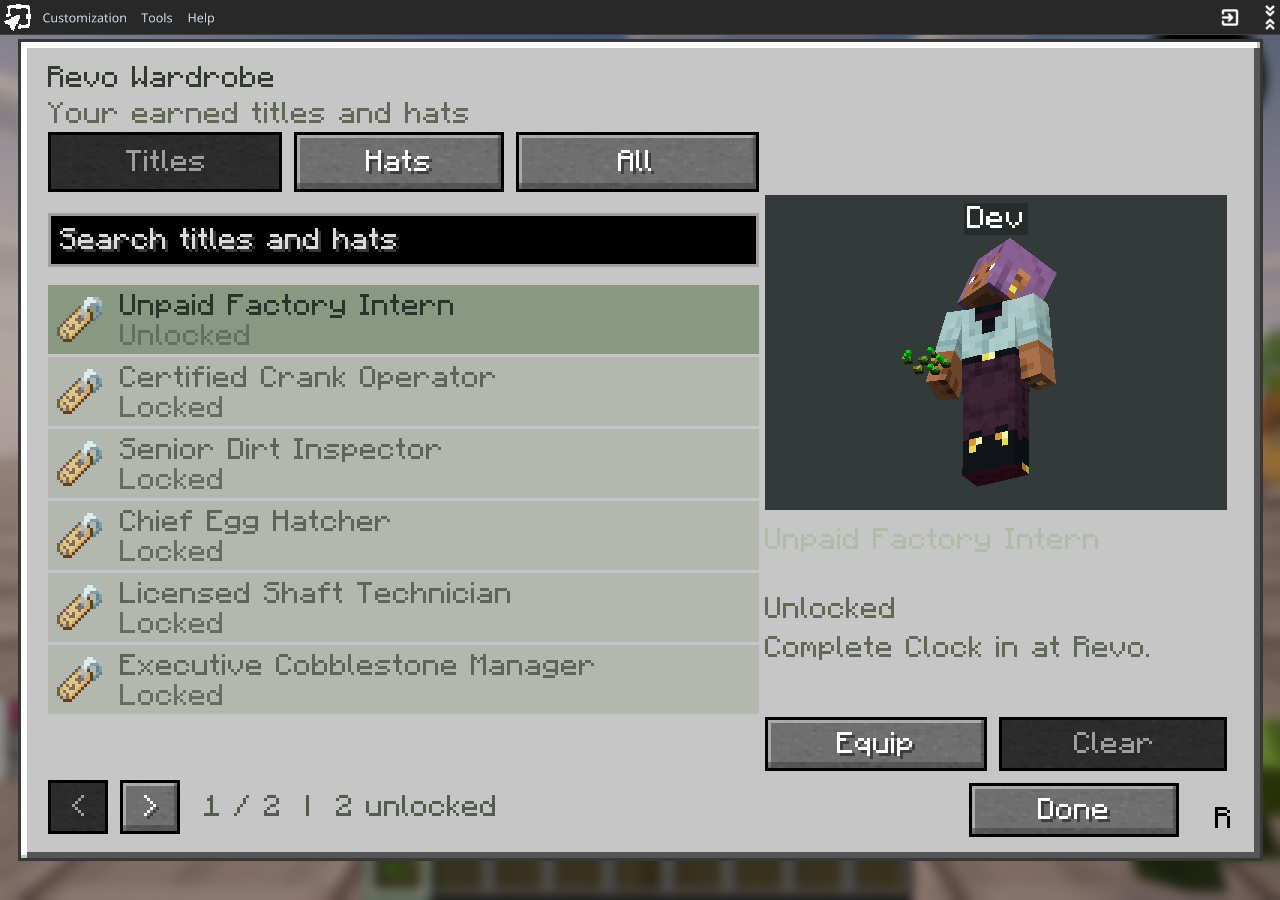 Customization Tools Help
Revo Wardrobe
Your earned titles and hats
Titles Hats All
Search titles and hats
Dev
Unpaid Factory Intern
Unlocked
Certified Crank Operator
Locked
Senior Dirt Inspector
Locked
Chief Egg Hatcher
Locked
Licensed Shaft Technician
Locked
Executive Cobblestone Manager
Locked
Unpaid Factory Intern
Unlocked
Complete Clock in at Revo.
Equip Clear
< > 1 / 2 | 2 unlocked
Done R